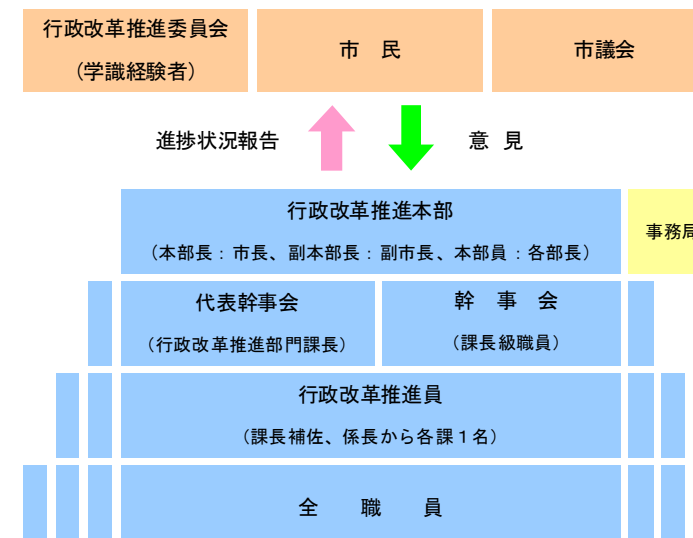 行政改革推進委員会
（学識経験者）
市　民
市議会
進捗状況報告
意 見
行政改革推進本部
（本部長：市長、副本部長：副市長、本部員：各部長）
事務局
代表幹事会
（行政改革推進部門課長）
幹　事　会
（課長級職員）
行政改革推進員
（課長補佐、係長から各課１名）
全　職　員